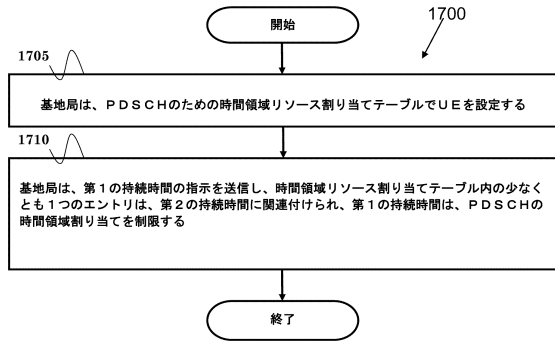 開始
1700
1705
基地局は、PDSCHのための時間領域リソース割り当てテーブルでUEを設定する
1710
基地局は、第1の持続時間の指示を送信し、時間領域リソース割り当てテーブル内の少なく
とも1つのエントリは、第2の持続時間に関連付けられ、第1の持続時間は、PDSCHの
時間領域割り当てを制限する
終了